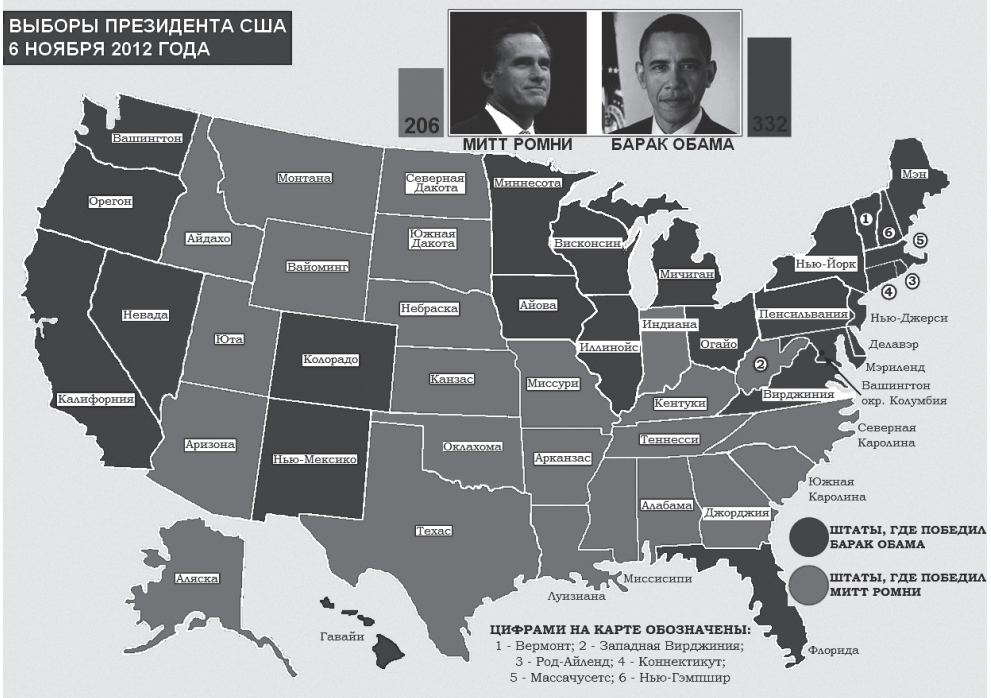 ВЫБОРЫ ПРЕЗИДЕНТА США
6 НОЯБРЯ 2012 ГОДА
206
332
МИТТ РОМНИ
БАРАК ОБАМА
Вашингтон
Орегон
Калифорния
Невада
Айдахо
Монтана
Вайоминг
Юта
Колорадо
Аризона
Нью-Мексико
Северная
Дакота
Южная
Дакота
Небраска
Канзас
Оклахома
Техас
Миннесота
Айова
Миссури
Арканзас
Луизиана
Висконсин
Иллинойс
Мичиган
Индиана
Огайо
Кентуки
Теннесси
Миссисипи
Алабама
Джорджия
Флорида
Южная
Каролина
Северная
Каролина
Вирджиния
Вашингтон
окр. Колумбия
Мэриленд
Делавэр
Нью-Джерси
Пенсильвания
Нью-Йорк
Мэн
1
6
5
3
4
2
Аляска
Гавайи
ШТАТЫ, ГДЕ ПОБЕДИЛ
БАРАК ОБАМА
ШТАТЫ, ГДЕ ПОБЕДИЛ
МИТТ РОМНИ
ЦИФРАМИ НА КАРТЕ ОБОЗНАЧЕНЫ:
1 - Вермонт; 2 - Западная Вирджиния;
3 - Род-Айленд; 4 - Коннектикут;
5 - Массачусетс; 6 - Нью-Гэмпшир